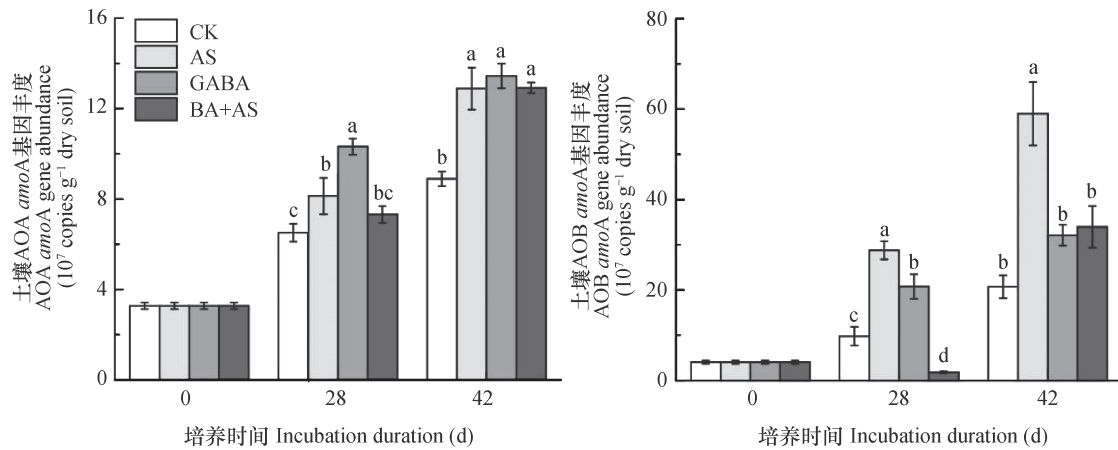 16
12
8
4
0
CK
AS
GABA
BA+AS
c
b
a
bc
b
a
a
a
0
28
42
土壤AOA amoA基因丰度
AOA amoA gene abundance
(10⁷ copies g⁻¹ dry soil)
培养时间 Incubation duration (d)
80
60
40
20
0
c
a
b
d
b
a
b
b
0
28
42
土壤AOB amoA基因丰度
AOB amoA gene abundance
(10⁷ copies g⁻¹ dry soil)
培养时间 Incubation duration (d)